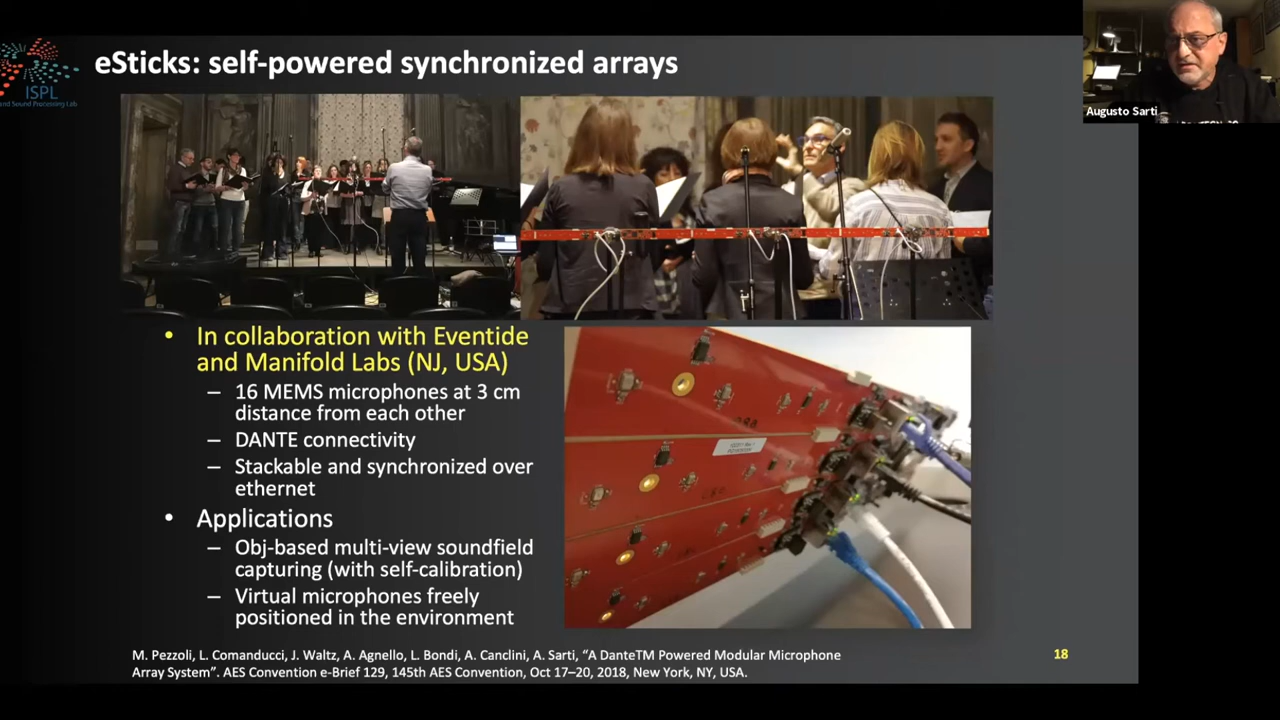 eSticks: self-powered synchronized arrays
ISPL
and Sound Processing Lab
Augusto Sarti
• In collaboration with Eventide
and Manifold Labs (NJ, USA)
– 16 MEMS microphones at 3 cm
distance from each other
– DANTE connectivity
– Stackable and synchronized over
ethernet
• Applications
– Obj-based multi-view soundfield
capturing (with self-calibration)
– Virtual microphones freely
positioned in the environment
M. Pezzoli, L. Comanducci, J. Waltz, A. Agnello, L. Bondi, A. Canclini, A. Sarti, “A DanteTM Powered Modular Microphone
Array System”. AES Convention e-Brief 129, 145th AES Convention, Oct 17–20, 2018, New York, NY, USA.
18